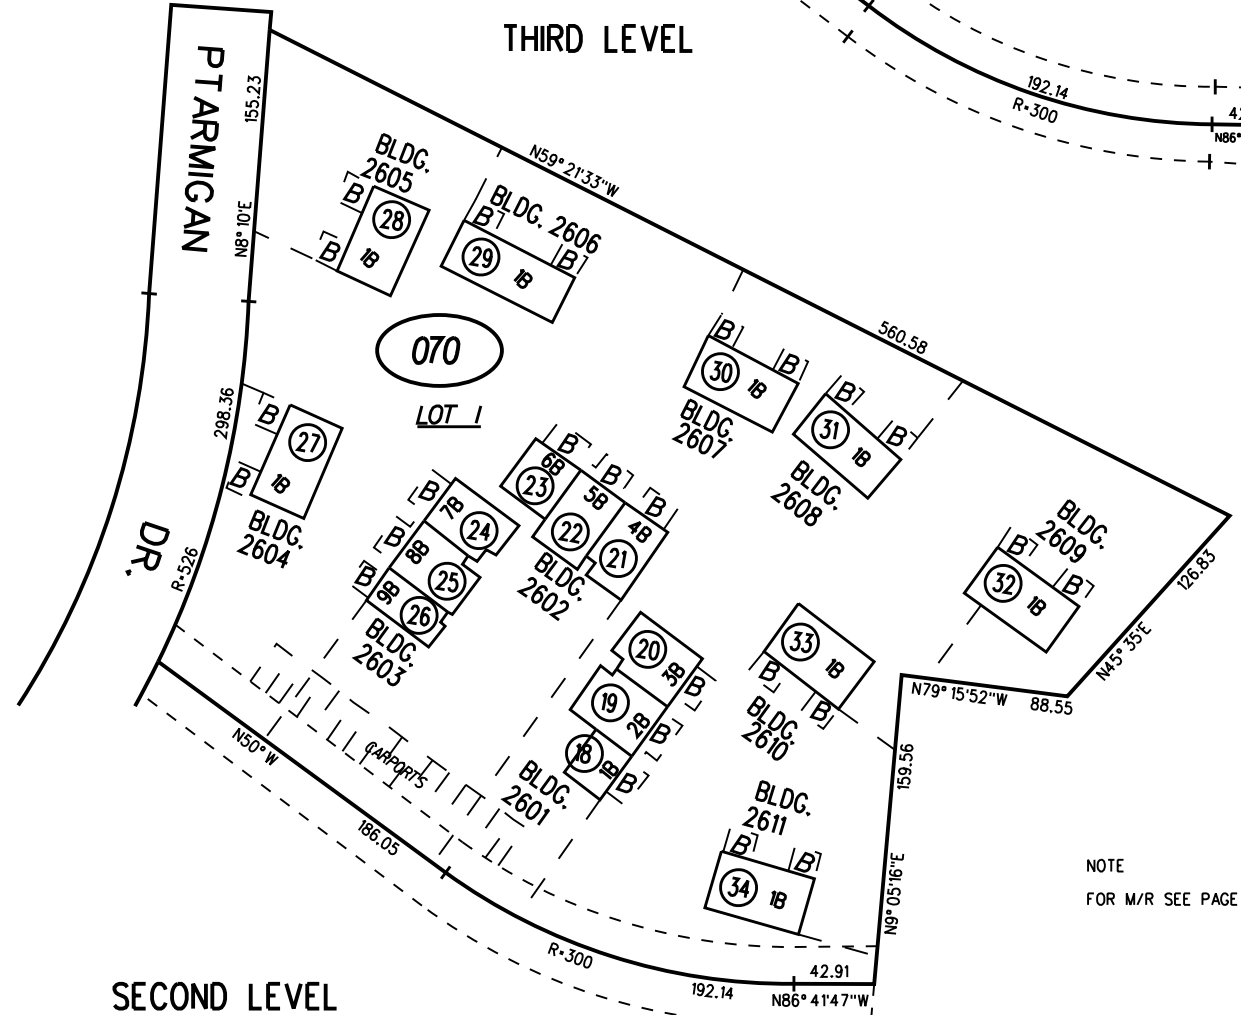 THIRD LEVEL
192.14
R=300
N86°
PTARMIGAN
DR.
155.23
N8° 10'E
298.36
R=526
N59° 21'33"W
560.58
BLDG.
2605
B
28
B
1B
BLDG. 2606
B
29
1B
B
070
LOT 1
B
27
B
1B
BLDG.
2604
B
30
B
1B
BLDG.
2607
B
31
B
1B
BLDG.
2608
B
6B
23
B
5B
22
B
4B
21
BLDG.
2602
B
7B
24
B
8B
25
B
9B
26
BLDG.
2603
BLDG.
2609
B
32
B
1B
126.83
N45° 35'E
N79° 15'52"W
88.55
20
3B
B
19
2B
B
18
1B
B
BLDG.
2601
33
1B
B
B
BLDG.
2610
159.56
N9° 05'16"E
BLDG.
2611
B
B
34
1B
CARPORTS
N50° W
186.05
R=300
192.14
42.91
N86° 41'47"W
NOTE
FOR M/R SEE PAGE
SECOND LEVEL